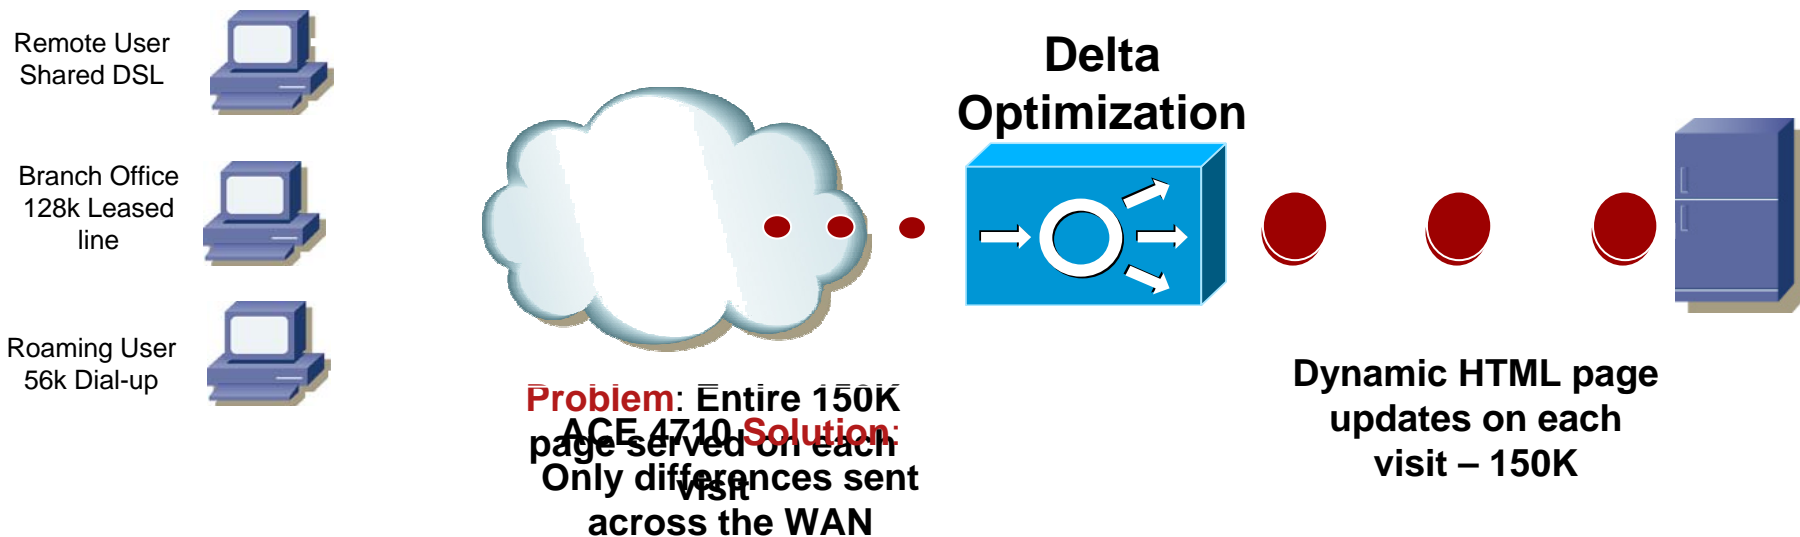 Remote User
Shared DSL
Branch Office
128k Leased
line
Roaming User
56k Dial-up
Delta
Optimization
Problem: Entire 150K
page served on each
visit
ACE 4710 Solution:
Only differences sent
across the WAN
Dynamic HTML page
updates on each
visit – 150K